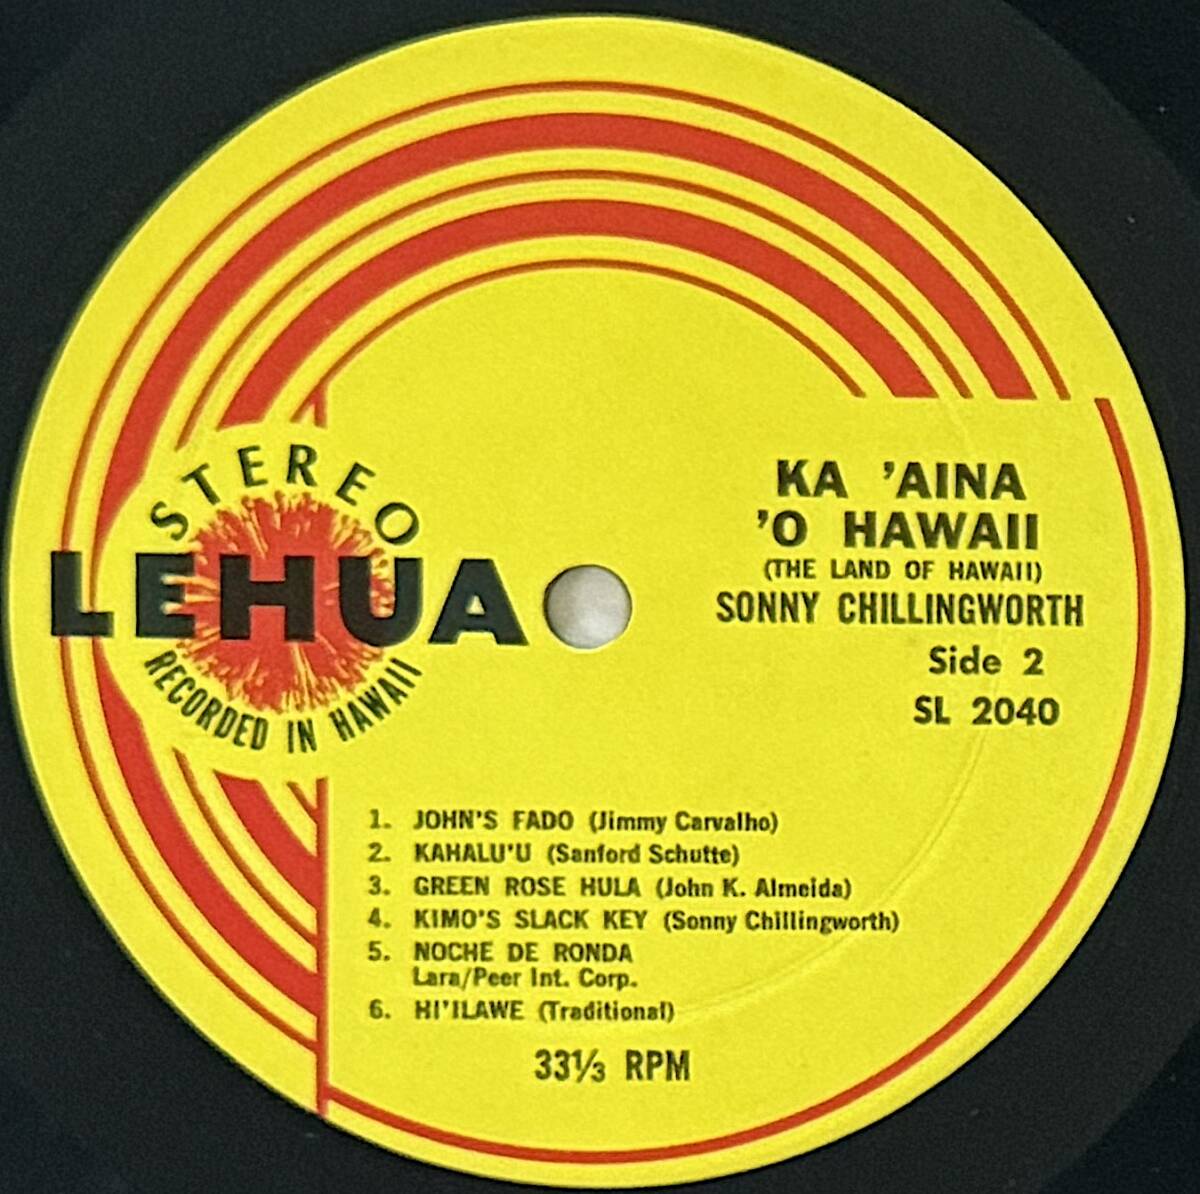 STEREO
LEHUA
RECORDED IN HAWAII
KA 'AINA
'O HAWAII
(THE LAND OF HAWAII)
SONNY CHILLINGWORTH
Side 2
SL 2040
1. JOHN'S FADO (Jimmy Carvalho)
2. KAHALU'U (Sanford Schutte)
3. GREEN ROSE HULA (John K. Almeida)
4. KIMO'S SLACK KEY (Sonny Chillingworth)
5. NOCHE DE RONDA
Lara/Peer Int. Corp.
6. HI'ILAWE (Traditional)
33⅓ RPM